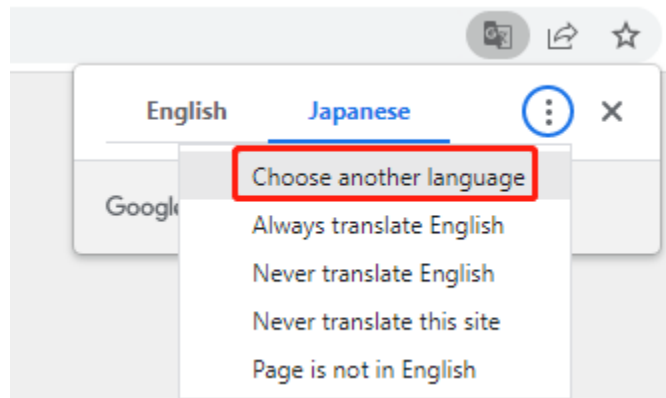 English Japanese
Choose another language
Google
Always translate English
Never translate English
Never translate this site
Page is not in English